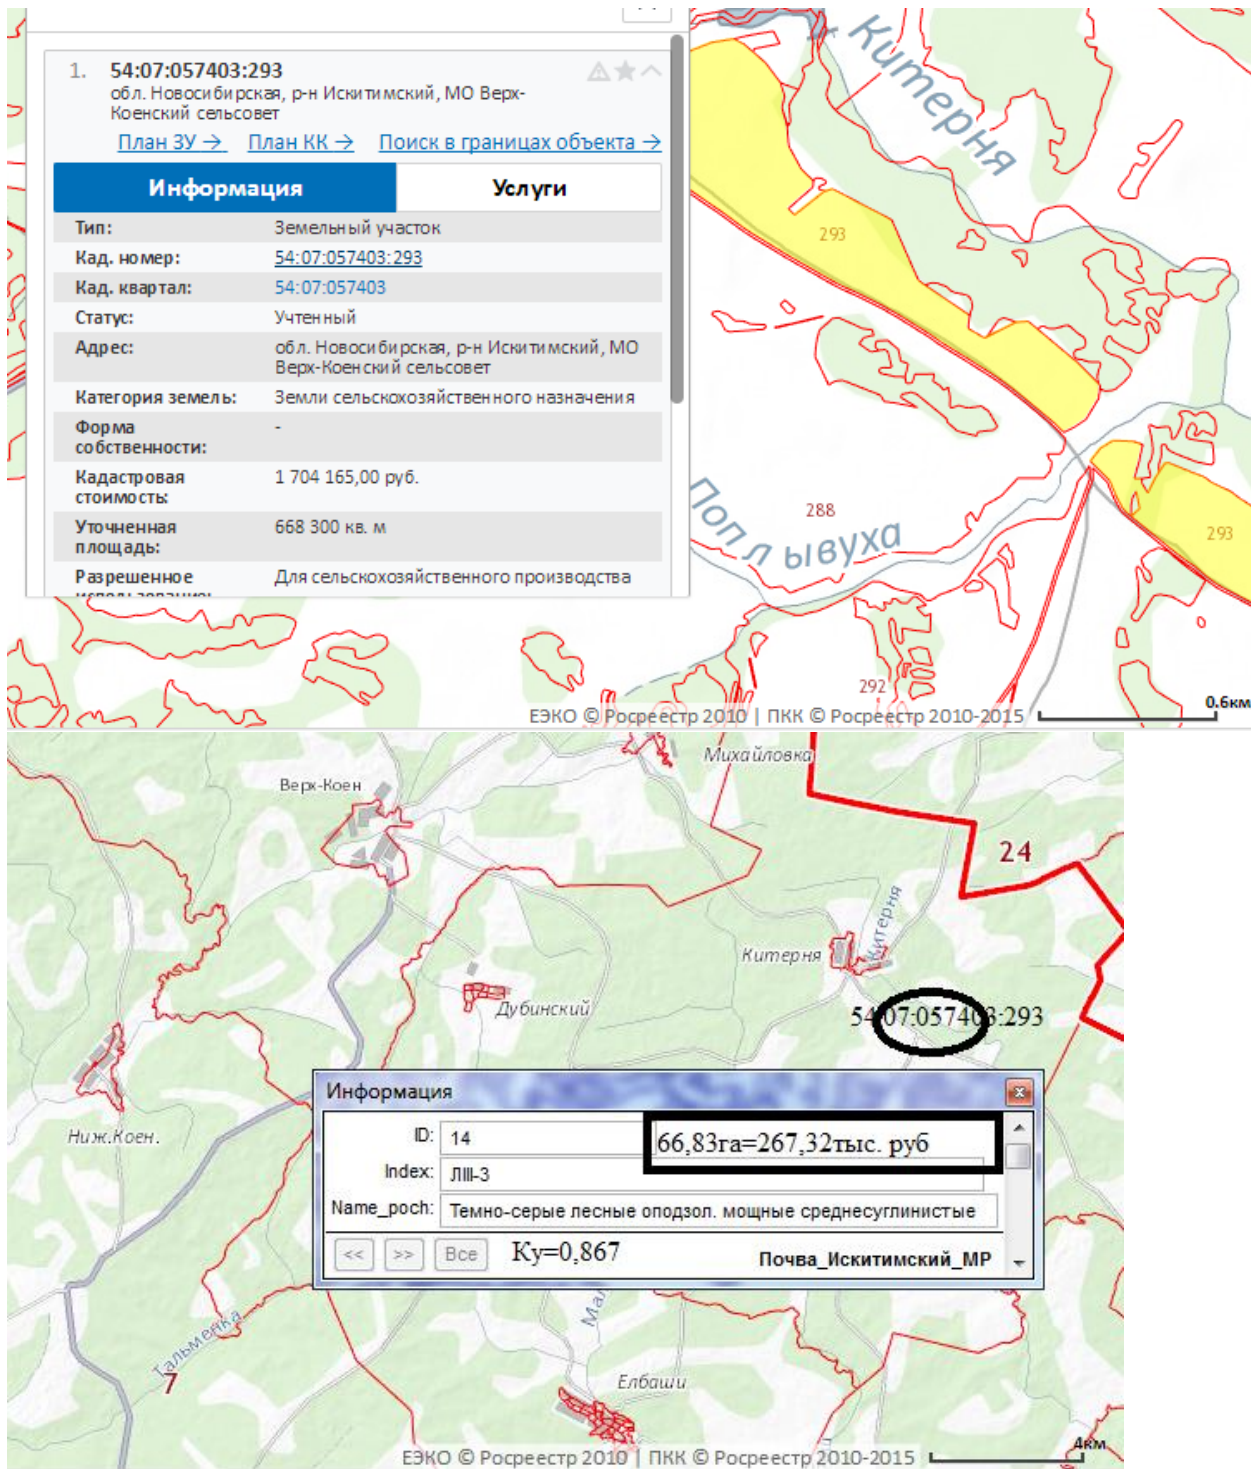 1. 54:07:057403:293
обл. Новосибирская, р-н Искитимский, МО Верх-
Коенский сельсовет
План ЗУ → План КК → Поиск в границах объекта →
Информация Услуги
Тип: Земельный участок
Кад. номер: 54:07:057403:293
Кад. квартал: 54:07:057403
Статус: Учтенный
Адрес: обл. Новосибирская, р-н Искитимский, МО
Верх-Коенский сельсовет
Категория земель: Земли сельскохозяйственного назначения
Форма
собственности: -
Кадастровая
стоимость: 1 704 165,00 руб.
Уточненная
площадь: 668 300 кв. м
Разрешенное
использование: Для сельскохозяйственного производства
Китерня
293
Поплывуха
288
293
292
0.6км
ЕЭКО © Росреестр 2010 | ПКК © Росреестр 2010-2015
Михайловка
Верх-Коен
24
Китерня
Китерня
Дубинский
54:07:057403:293
Ниж.Коен.
Информация
ID: 14
66,83га=267,32тыс. руб
Index: ЛIII-3
Name_poch: Темно-серые лесные оподзол. мощные среднесуглинистые
<< >> Все
Ку=0,867
Почва_Искитимский_МР
Мал
Тальменка
7
Елбаши
4км
ЕЭКО © Росреестр 2010 | ПКК © Росреестр 2010-2015